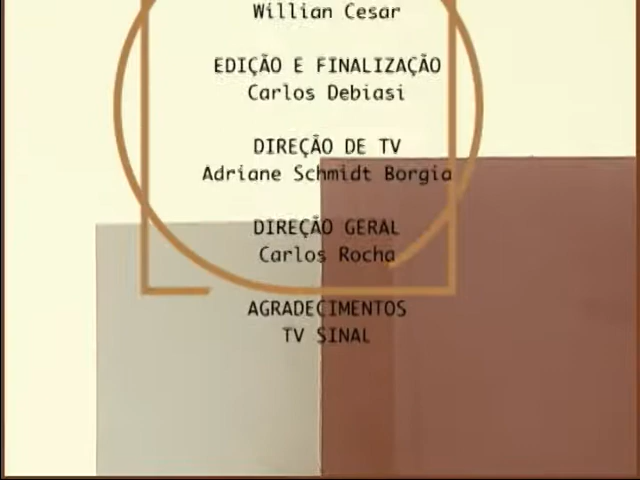 Willian Cesar
EDIÇÃO E FINALIZAÇÃO
Carlos Debiasi
DIREÇÃO DE TV
Adriane Schmidt Borgia
DIREÇÃO GERAL
Carlos Rocha
AGRADECIMENTOS
TV SINAL